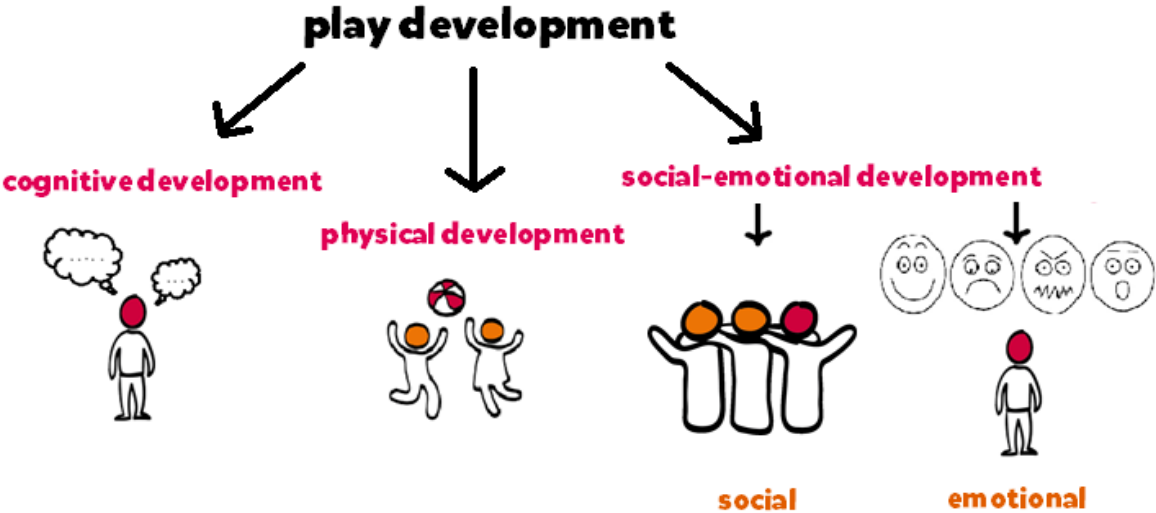 play development
cognitive development
social-emotional development
physical development
social
emotional